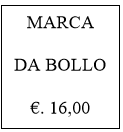 MARCA
DA BOLLO
€. 16,00